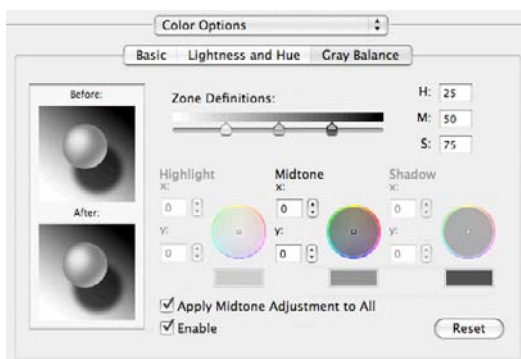 Color Options
Basic Lightness and Hue Gray Balance
Before:
After:
Zone Definitions:
H: 25
M: 50
S: 75
Highlight Midtone Shadow
x: x: x:
0 0 0
y: y: y:
0 0 0
Apply Midtone Adjustment to All
Enable
Reset